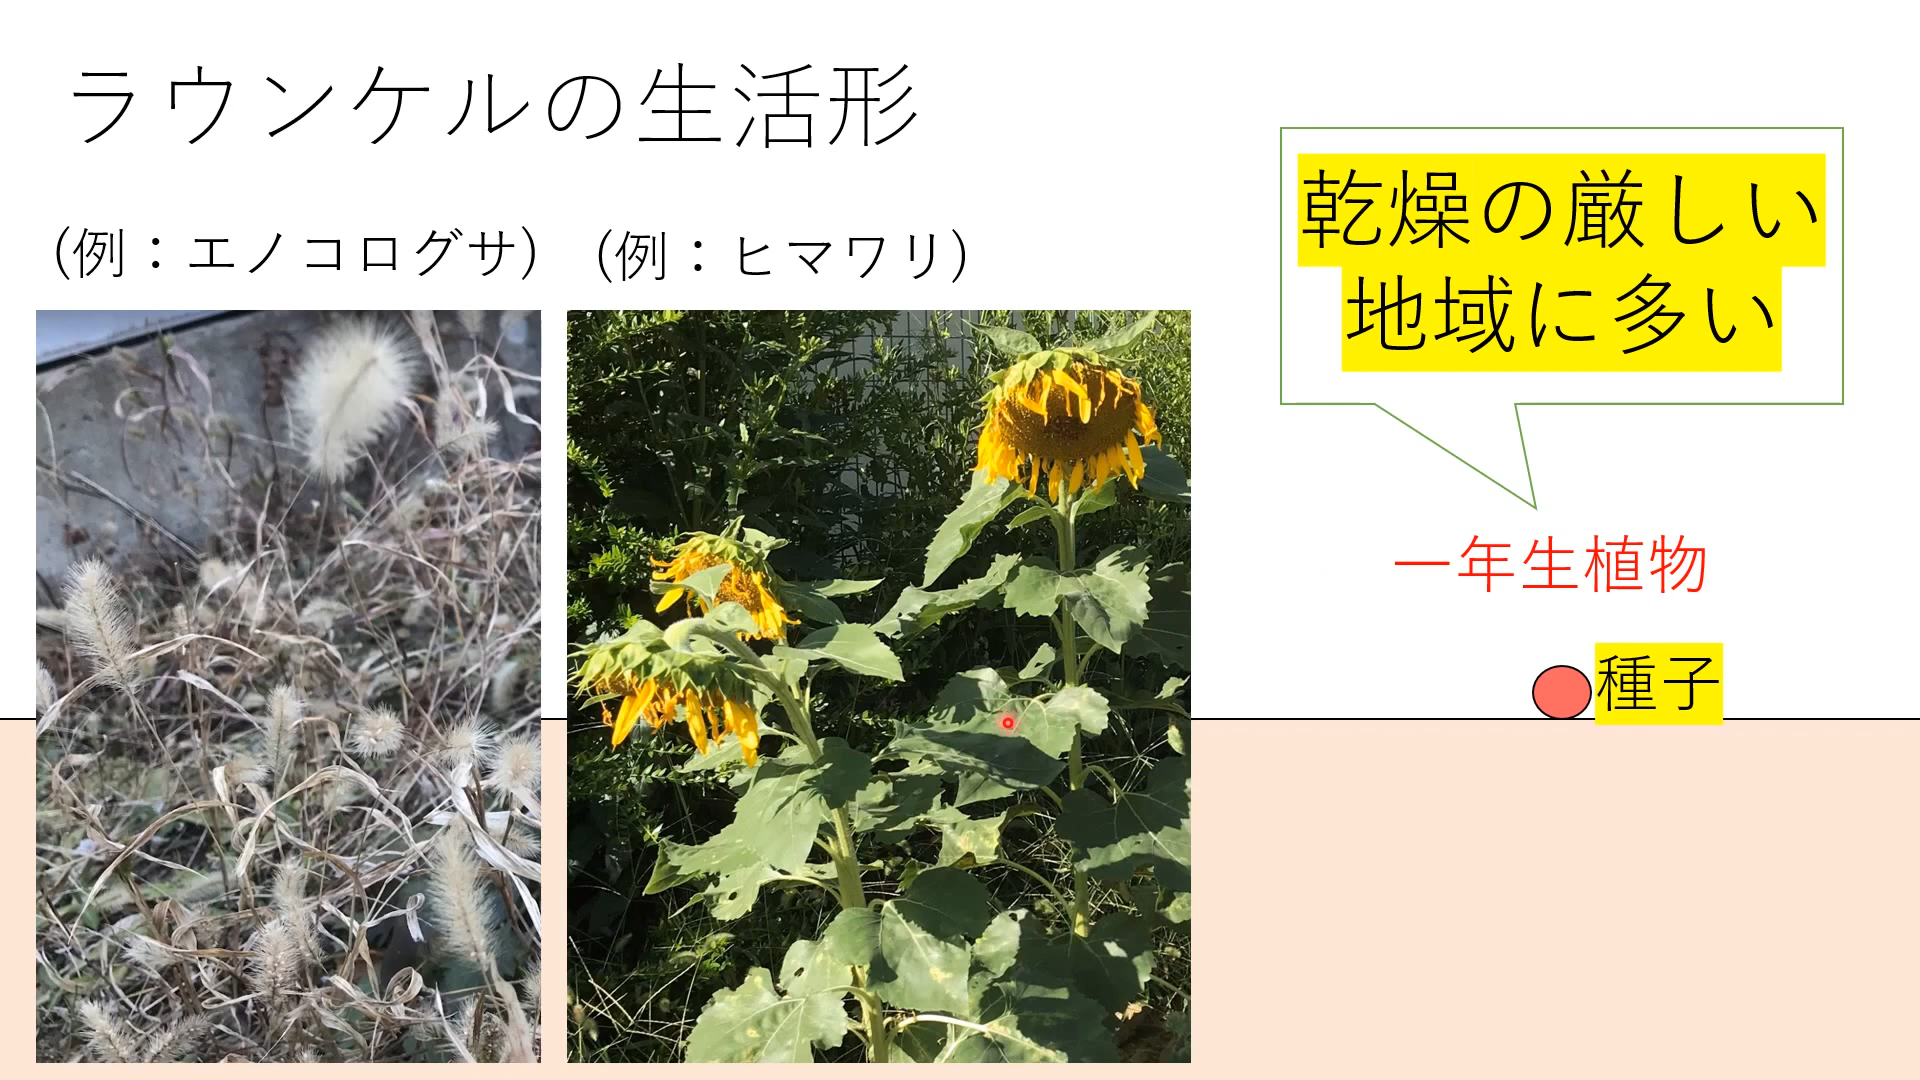 ラウンケルの生活形
(例：エノコログサ)
(例：ヒマワリ)
乾燥の厳しい
地域に多い
一年生植物
種子